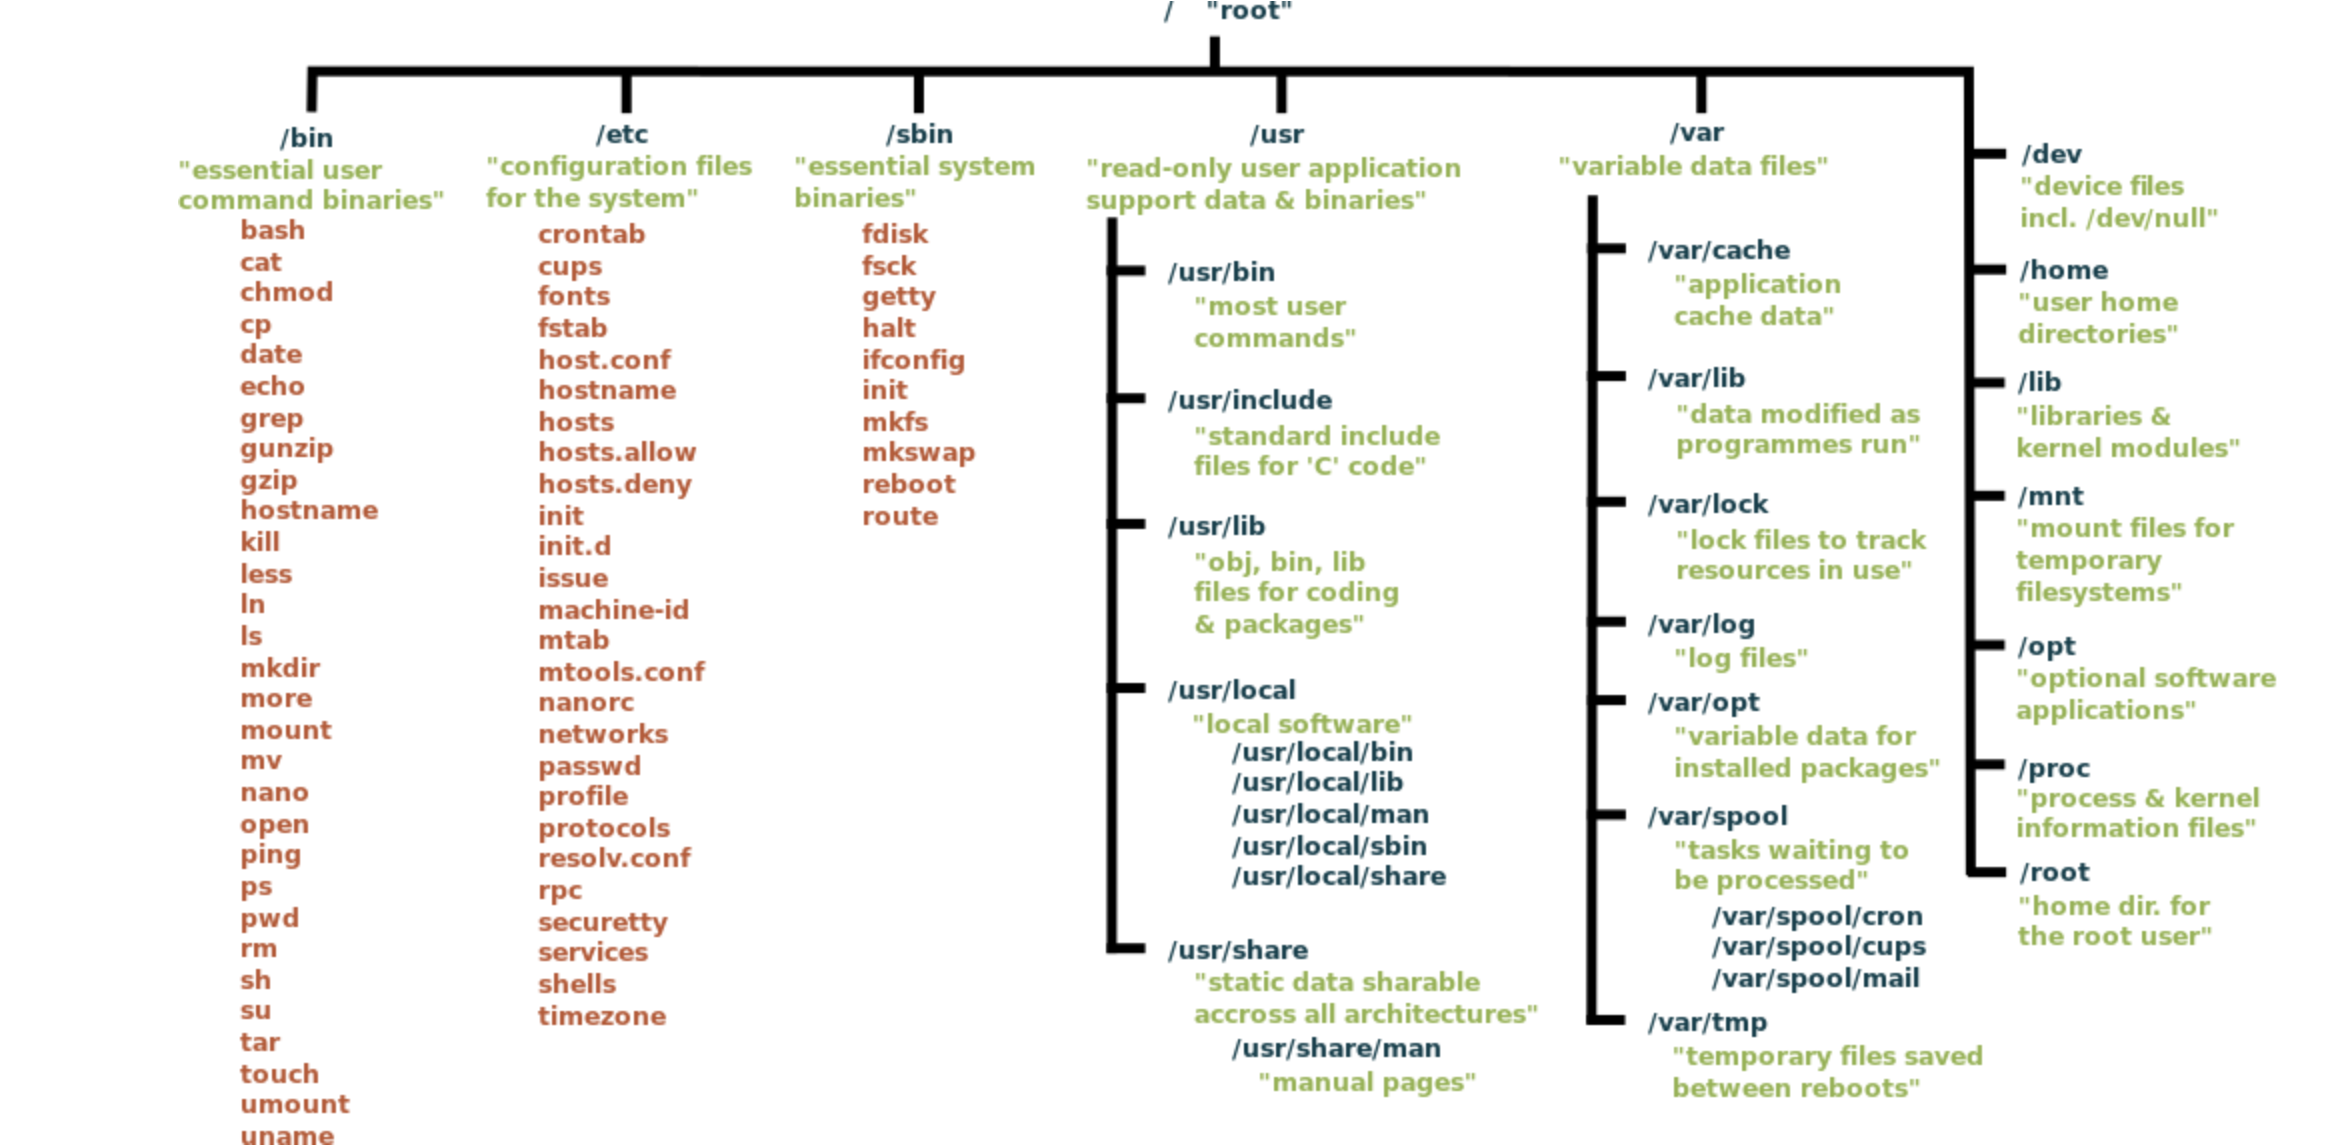 / "root"
/bin
"essential user
command binaries"
bash
cat
chmod
cp
date
echo
grep
gunzip
gzip
hostname
kill
less
ln
ls
mkdir
more
mount
mv
nano
open
ping
ps
pwd
rm
sh
su
tar
touch
umount
uname
/etc
"configuration files
for the system"
crontab
cups
fonts
fstab
host.conf
hostname
hosts
hosts.allow
hosts.deny
init
init.d
issue
machine-id
mtab
mtools.conf
nanorc
networks
passwd
profile
protocols
resolv.conf
rpc
securetty
services
shells
timezone
/sbin
"essential system
binaries"
fdisk
fsck
getty
halt
ifconfig
init
mkfs
mkswap
reboot
route
/usr
"read-only user application
support data & binaries"
/usr/bin
"most user
commands"
/usr/include
"standard include
files for 'C' code"
/usr/lib
"obj, bin, lib
files for coding
& packages"
/usr/local
"local software"
/usr/local/bin
/usr/local/lib
/usr/local/man
/usr/local/sbin
/usr/local/share
/usr/share
"static data sharable
accross all architectures"
/usr/share/man
"manual pages"
/var
"variable data files"
/var/cache
"application
cache data"
/var/lib
"data modified as
programmes run"
/var/lock
"lock files to track
resources in use"
/var/log
"log files"
/var/opt
"variable data for
installed packages"
/var/spool
"tasks waiting to
be processed"
/var/spool/cron
/var/spool/cups
/var/spool/mail
/var/tmp
"temporary files saved
between reboots"
/dev
"device files
incl. /dev/null"
/home
"user home
directories"
/lib
"libraries &
kernel modules"
/mnt
"mount files for
temporary
filesystems"
/opt
"optional software
applications"
/proc
"process & kernel
information files"
/root
"home dir. for
the root user"